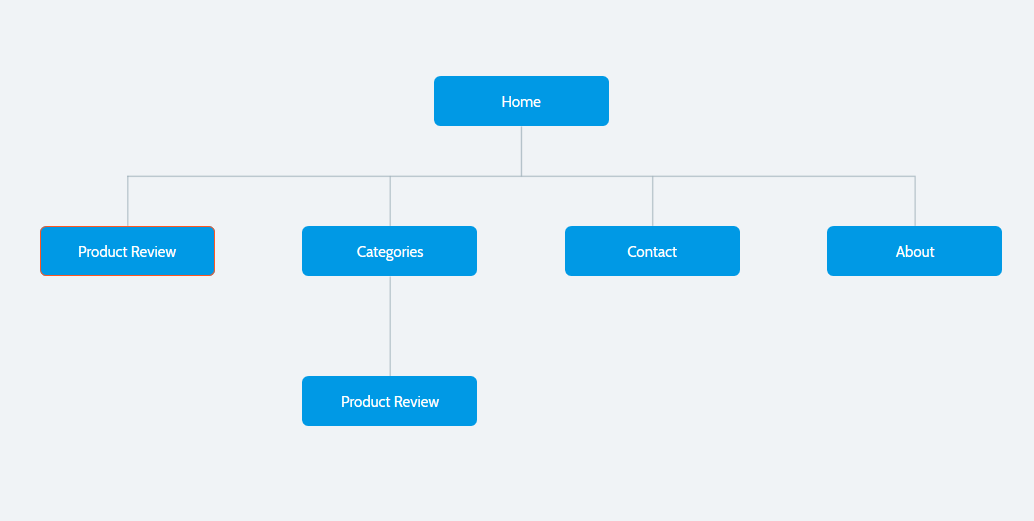 Home
Product Review
Categories
Contact
About
Product Review